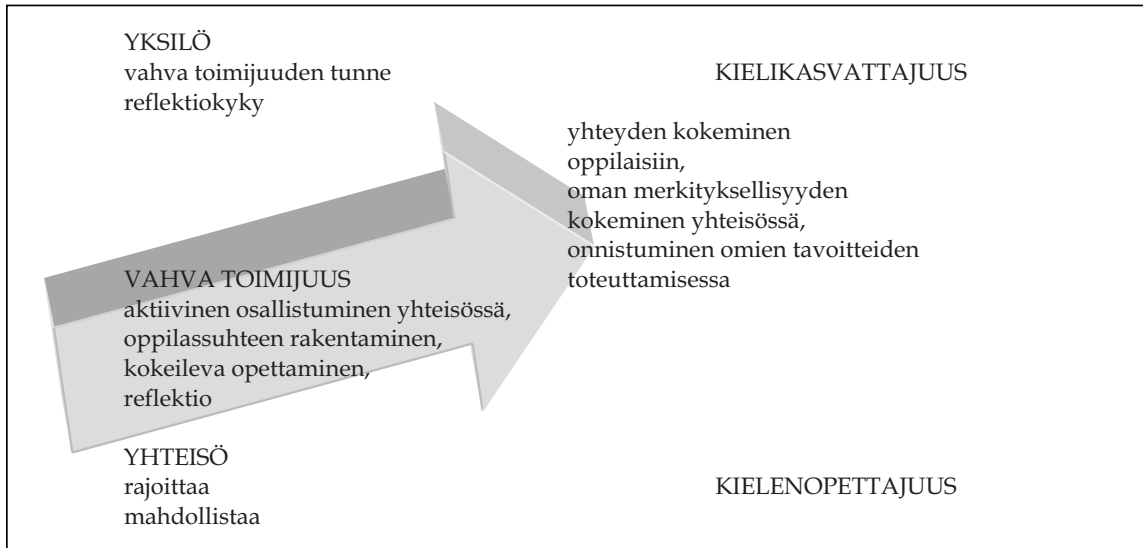 YKSILÖ
vahva toimijuuden tunne
reflektiokyky
KIELIKASVATTAJUUS
yhteyden kokeminen
oppilaisiin,
oman merkityksellisyyden
kokeminen yhteisössä,
onnistuminen omien tavoitteiden
toteuttamisessa
VAHVA TOIMIJUUS
aktiivinen osallistuminen yhteisössä,
oppilassuhteen rakentaminen,
kokeileva opettaminen,
reflektio
YHTEISÖ
rajoittaa
mahdollistaa
KIELENOPETTAJUUS